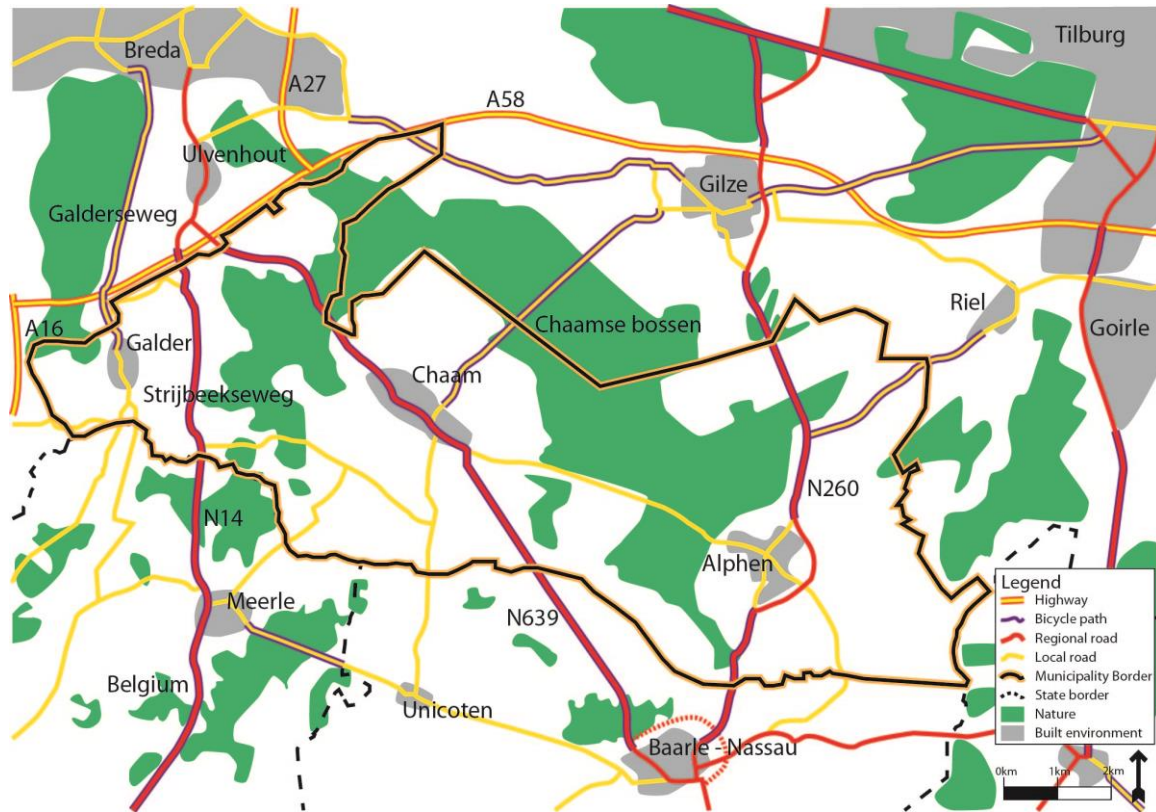 Breda
Tilburg
A27
A58
Ulvenhout
Gilze
Galderseweg
Riel
A16
Chaamse bossen
Goirle
Galder
Chaam
Strijbeekseweg
N260
N14
Alphen
Meerle
N639
Belgium
Unicoten
Baarle - Nassau
Legend
Highway
Bicycle path
Regional road
Local road
Municipality Border
State border
Nature
Built environment
0km 1km 2km